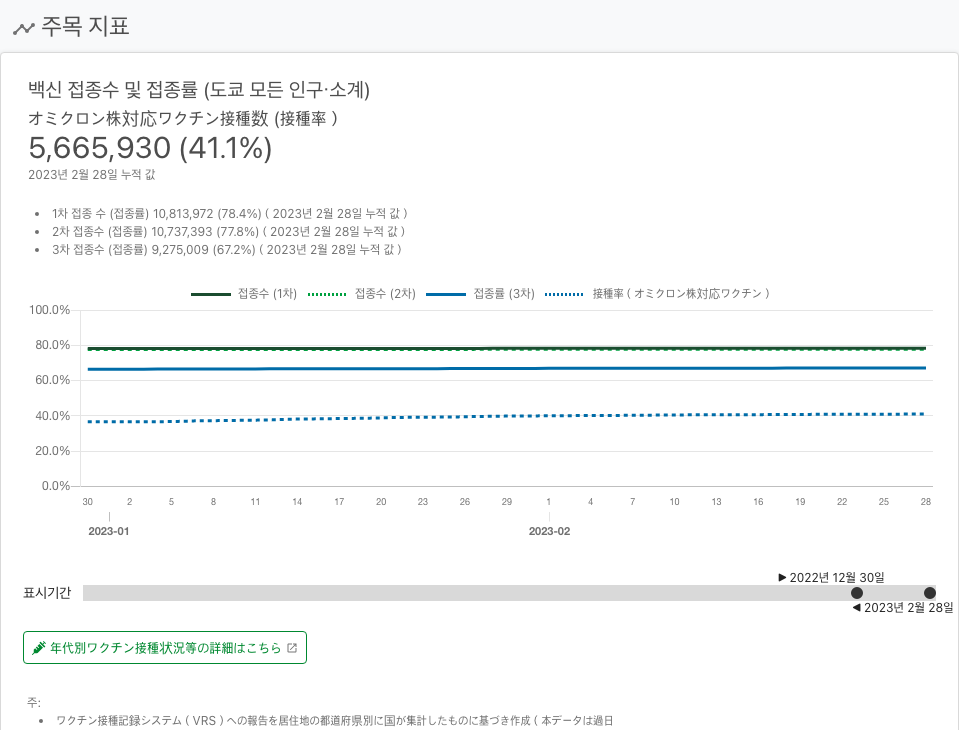 주목 지표
백신 접종수 및 접종률 (도쿄 모든 인구·소계)
オミクロン株対応ワクチン接種数 (接種率 )
5,665,930 (41.1%)
2023년 2월 28일 누적 값
• 1차 접종 수 (접종률) 10,813,972 (78.4%) ( 2023년 2월 28일 누적 값 )
• 2차 접종수 (접종률) 10,737,393 (77.8%) ( 2023년 2월 28일 누적 값 )
• 3차 접종수 (접종률) 9,275,009 (67.2%) ( 2023년 2월 28일 누적 값 )
접종수 (1차) 접종수 (2차) 접종률 (3차) 接種率 ( オミクロン株対応ワクチン )
100.0%
80.0%
60.0%
40.0%
20.0%
0.0%
30 2 5 8 11 14 17 20 23 26 29 1 4 7 10 13 16 19 22 25 28
2023-01 2023-02
▶ 2022년 12월 30일
표시기간
◀ 2023년 2월 28일
年代別ワクチン接種状況等の詳細はこちら
주:
• ワクチン接種記録システム ( VRS ) への報告を居住地の都道府県別に国が集計したものに基づき作成 ( 本データは過日